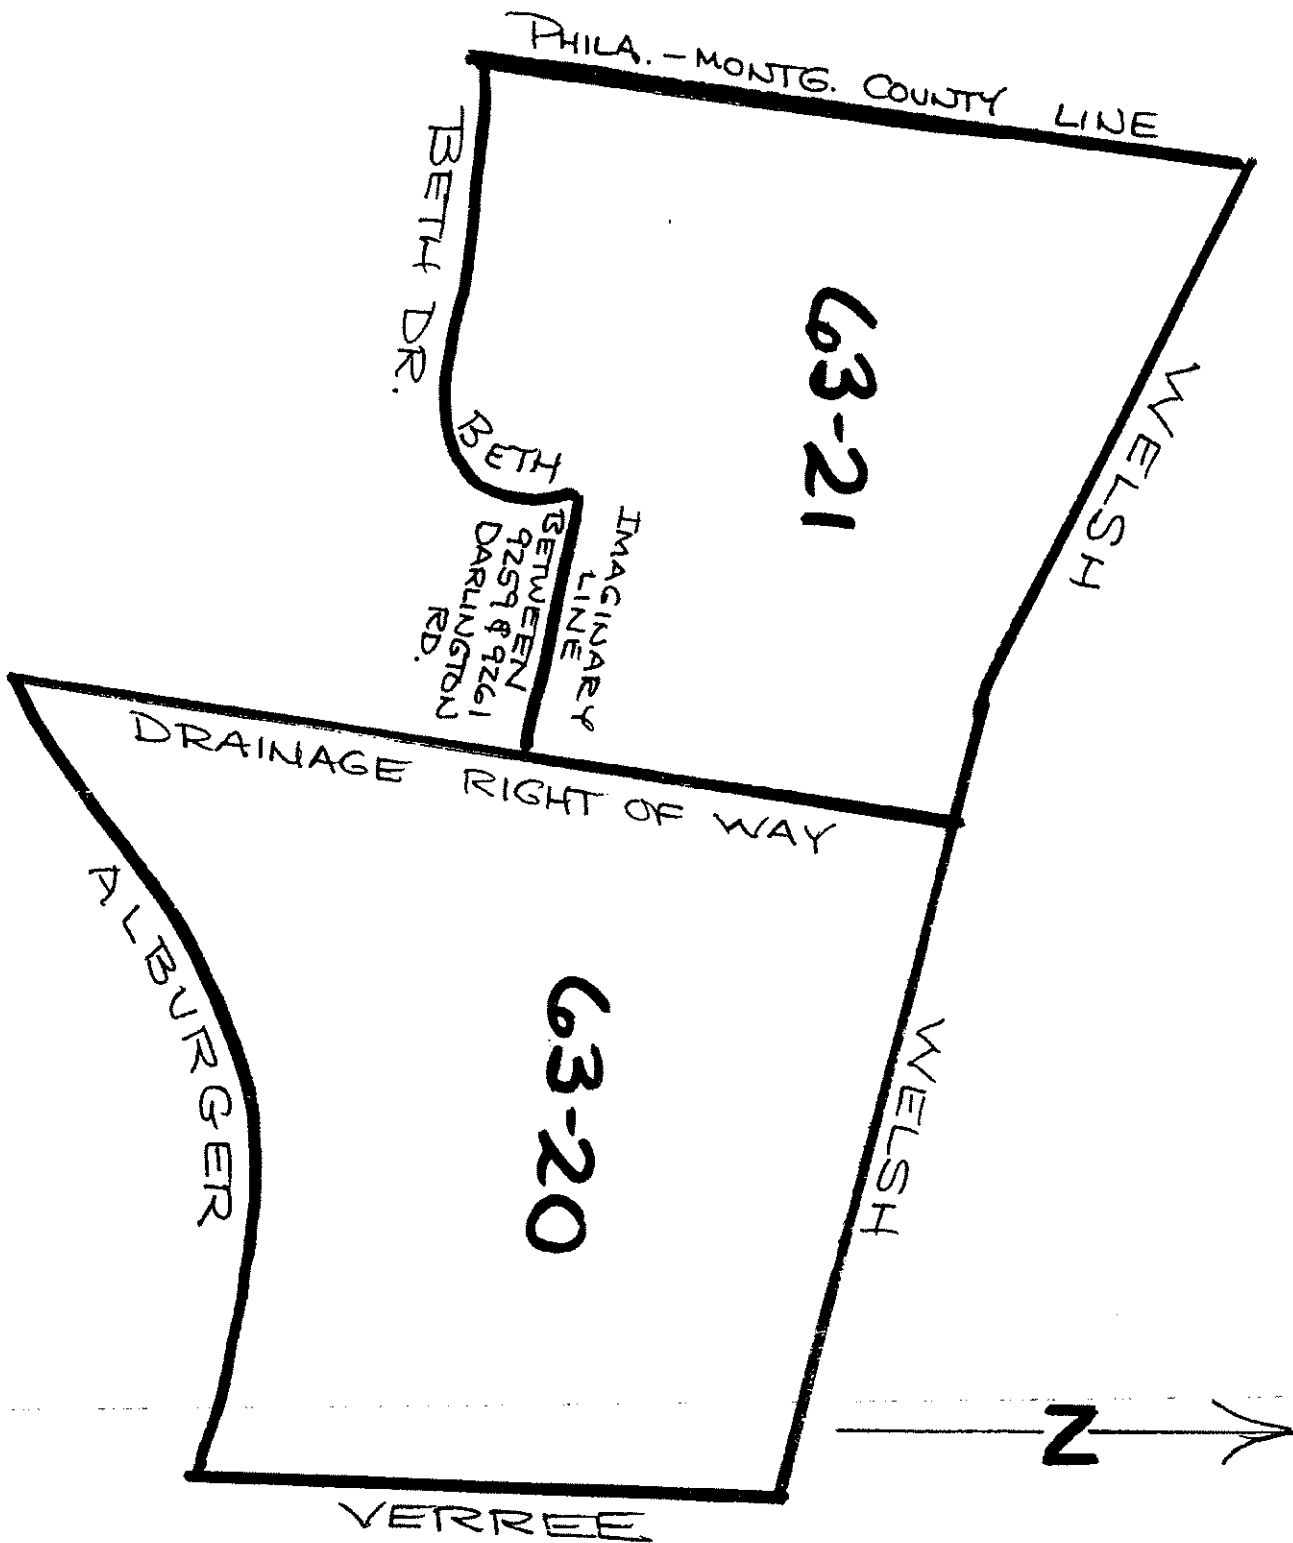 PHILA. - MONTG. COUNTY LINE
BETH DR.
BETH
WELSH
63-21
IMAGINARY
LINE
BETWEEN
9259 & 9261
DARLINGTON
RD.
DRAINAGE RIGHT OF WAY
ALBURGER
63-20
WELSH
N
VERREE